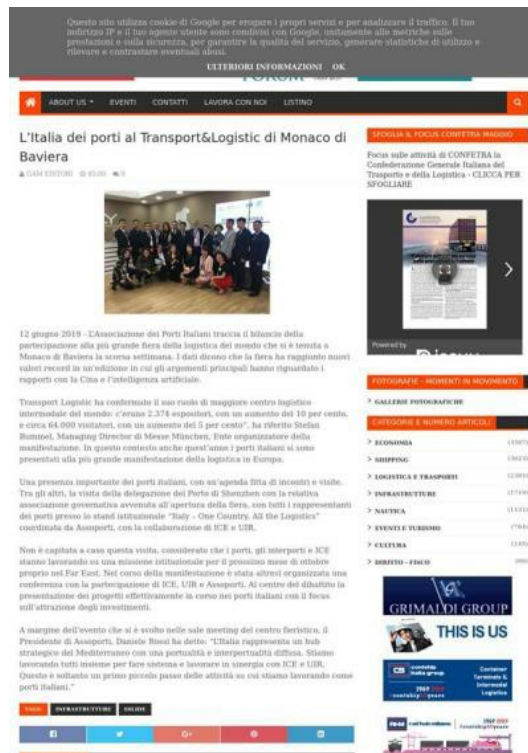 Questo sito utilizza cookie di Google per erogare i propri servizi e per analizzare il traffico. Il tuo
indirizzo IP e il tuo agente utente sono condivisi con Google, unitamente alle metriche sulle
prestazioni e sulla sicurezza, per garantire la qualità del servizio, generare statistiche di utilizzo e
rilevare e contrastare eventuali abusi.
ULTERIORI INFORMAZIONI OK
FORUM
ABOUT US EVENTI CONTATTI LAVORA CON NOI LISTINO
L'Italia dei porti al Transport&Logistic di Monaco di
Baviera
GAM EDITORI 05:00 0
12 giugno 2019 - L'Associazione dei Porti Italiani traccia il bilancio della
partecipazione alla più grande fiera della logistica del mondo che si è tenuta a
Monaco di Baviera la scorsa settimana. I dati dicono che la fiera ha raggiunto nuovi
valori record in un'edizione in cui gli argomenti principali hanno riguardato i
rapporti con la Cina e l'intelligenza artificiale.
Transport Logistic ha confermato il suo ruolo di maggiore centro logistico
intermodale del mondo: c'erano 2.374 espositori, con un aumento del 10 per cento,
e circa 64.000 visitatori, con un aumento del 5 per cento", ha riferito Stefan
Rummel, Managing Director di Messe München, Ente organizzatore della
manifestazione. In questo contesto anche quest'anno i porti italiani si sono
presentati alla più grande manifestazione della logistica in Europa.
Una presenza importante dei porti italiani, con un'agenda fitta di incontri e visite.
Tra gli altri, la visita della delegazione del Porto di Shenzhen con la relativa
associazione governativa avvenuta all'apertura della fiera, con tutti i rappresentanti
dei porti presso lo stand istituzionale "Italy – One Country, All the Logistics"
coordinata da Assoporti, con la collaborazione di ICE e UIR.
Non è capitata a caso questa visita, considerato che i porti, gli interporti e ICE
stanno lavorando su una missione istituzionale per il prossimo mese di ottobre
proprio nel Far East. Nel corso della manifestazione è stata altresì organizzata una
conferenza con la partecipazione di ICE, UIR e Assoporti. Al centro del dibattito la
presentazione dei progetti effettivamente in corso nei porti italiani con il focus
sull'attrazione degli investimenti.
A margine dell'evento che si è svolto nelle sale meeting del centro fieristico, il
Presidente di Assoporti, Daniele Rossi ha detto: "L'Italia rappresenta un hub
strategico del Mediterraneo con una portualità e interportualità diffusa. Stiamo
lavorando tutti insieme per fare sistema e lavorare in sinergia con ICE e UIR.
Questo è soltanto un primo piccolo passo delle attività su cui stiamo lavorando come
porti italiani."
TAGS INFRASTRUTTURE SSLIDE
SFOGLIA IL FOCUS CONFETRA MAGGIO
Focus sulle attività di CONFETRA la
Confederazione Generale Italiana del
Trasporto e della Logistica - CLICCA PER
SFOGLIARE
Powered by
issuu
FOTOGRAFIE - MOMENTI IN MOVIMENTO
GALLERIE FOTOGRAFICHE
CATEGORIE E NUMERO ARTICOLI
ECONOMIA
SHIPPING
LOGISTICA E TRASPORTI
INFRASTRUTTURE
NAUTICA
EVENTI E TURISMO
CULTURA
DIRITTO - FISCO
GRIMALDI GROUP
THIS IS US
contship
italia group
Container
Terminals &
Intermodal
Logistics
1969 2019